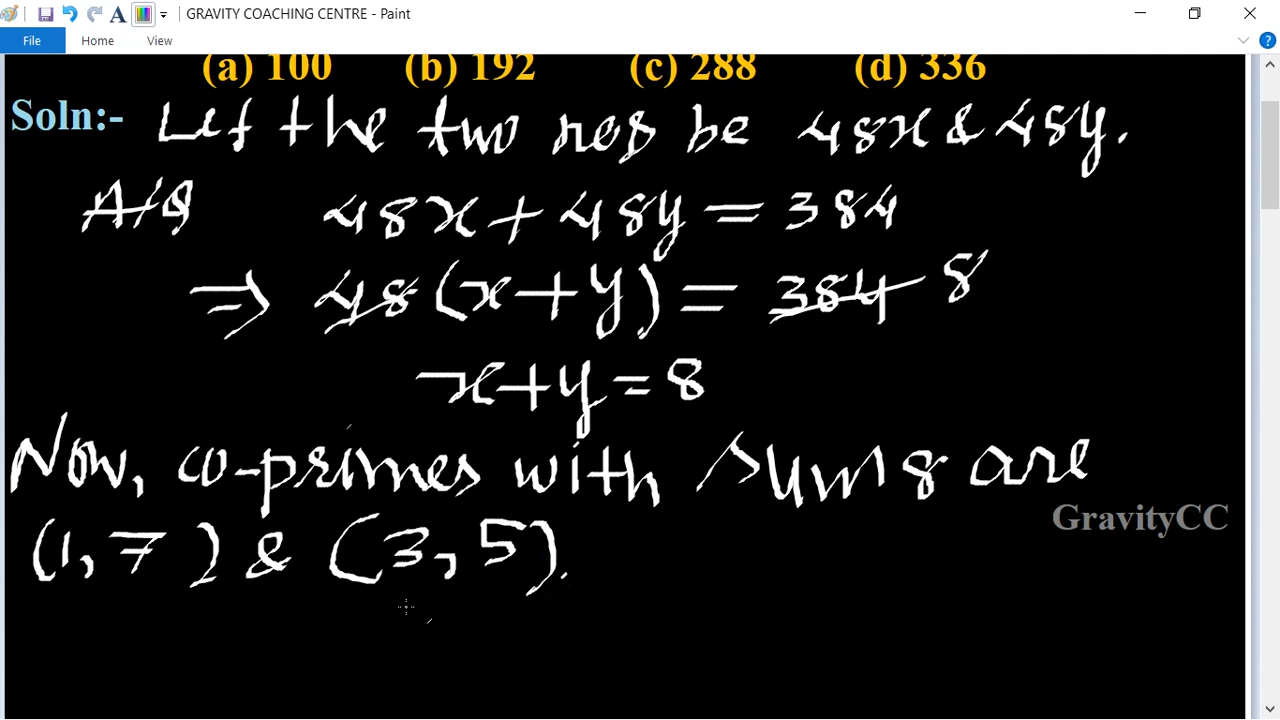 GRAVITY COACHING CENTRE - Paint
File Home View
(a) 100 (b) 192 (c) 288 (d) 336
Soln:- Let the two nos be 48x & 48y.
A/Q 48x + 48y = 384
⇒ 48 (x + y) = 384 8
x + y = 8
Now, co-primes with sum 8 are
GravityCC
(1, 7) & (3, 5).